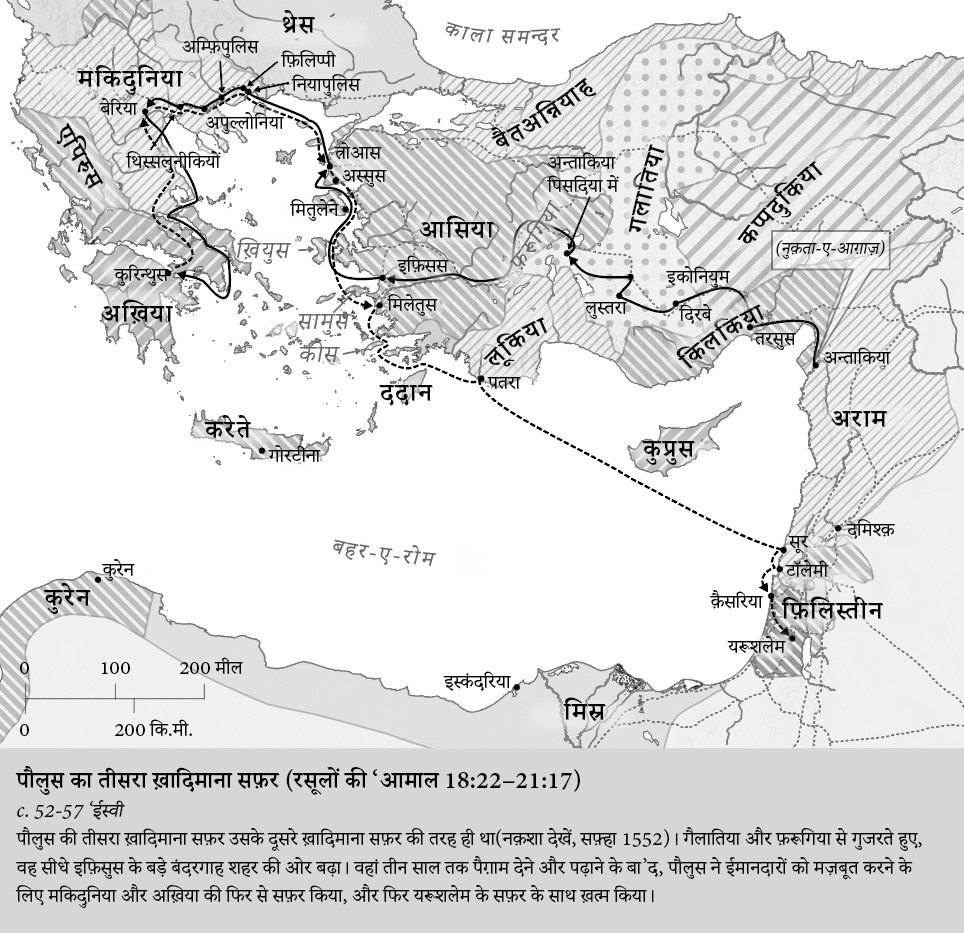 थ्रेस
काला समन्दर
अम्फ़िपुलिस
फ़िलिप्पी
मकिदुनिया
नियापुलिस
बेरिया
अपुल्लोनिया
बैतअन्नियाह
एपिरुस
थिस्सलुनीकियों
त्रोआस
अस्सुस
अन्ताकिया
पिसदिया में
गलातिया
कप्पदुकिया
मितुलेने
आसिया
(नुक़ता-ए-आग़ाज़)
ख़ियुस
इफ़िसस
कुरिन्थुस
इकोनियुम
मिलेतुस
लुस्तरा
दिरबे
अख़िया
सामुस
किलकिया
तरसुस
कीस
लूकिया
अन्ताकिया
पतरा
ददान
अराम
करेते
गोरटीना
कुप्रुस
दमिश्क़
सूर
बहर-ए-रोम
टॉलेमी
कुरेन
कुरेन
क़ैसरिया
फ़िलिस्तीन
यरूशलेम
0 100 200 मील
इस्कंदरिया
मिस्र
0 200 कि.मी.
पौलुस का तीसरा ख़ादिमाना सफ़र (रसूलों की ‘आमाल 18:22–21:17)
c. 52-57 ‘ईस्वी
पौलुस की तीसरा ख़ादिमाना सफ़र उसके दूसरे ख़ादिमाना सफ़र की तरह ही था(नक़शा देखें, सफ़्हा 1552)। गैलातिया और फ़रूगिया से गुजरते हुए,
वह सीधे इफ़िसुस के बड़े बंदरगाह शहर की ओर बढ़ा। वहां तीन साल तक पैग़ाम देने और पढ़ाने के बा’द, पौलुस ने ईमानदारों को मज़बूत करने के
लिए मकिदुनिया और अख़िया की फिर से सफ़र किया, और फिर यरूशलेम के सफ़र के साथ ख़त्म किया।